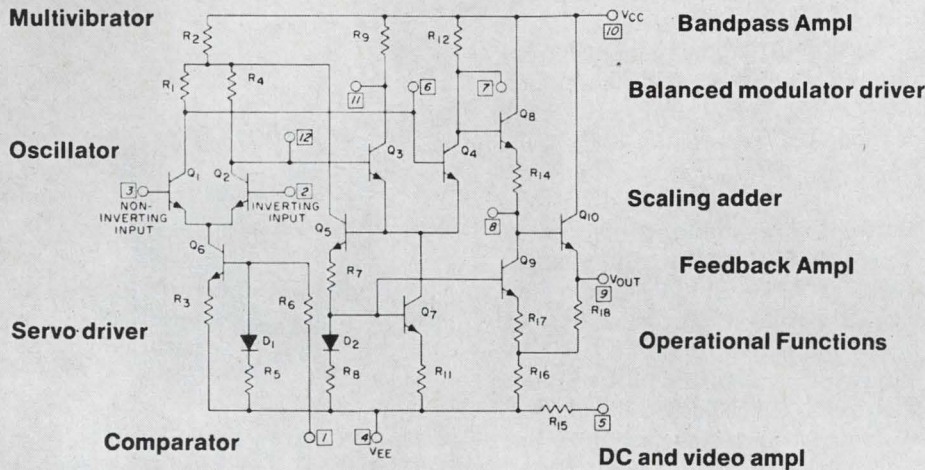 Multivibrator
Bandpass Ampl
Balanced modulator driver
Oscillator
Scaling adder
Feedback Ampl
Servo driver
Operational Functions
Comparator
DC and video ampl
R2
R9
R12
VCC
10
R1
R4
11
6
7
12
Q8
Q3
Q4
R14
3
NON-
INVERTING
INPUT
Q1
Q2
2
INVERTING
INPUT
Q5
8
Q10
Q6
R7
Q9
VOUT
9
R3
R6
Q7
R17
R18
D1
D2
R5
R8
R11
R16
R15
5
1
4
VEE